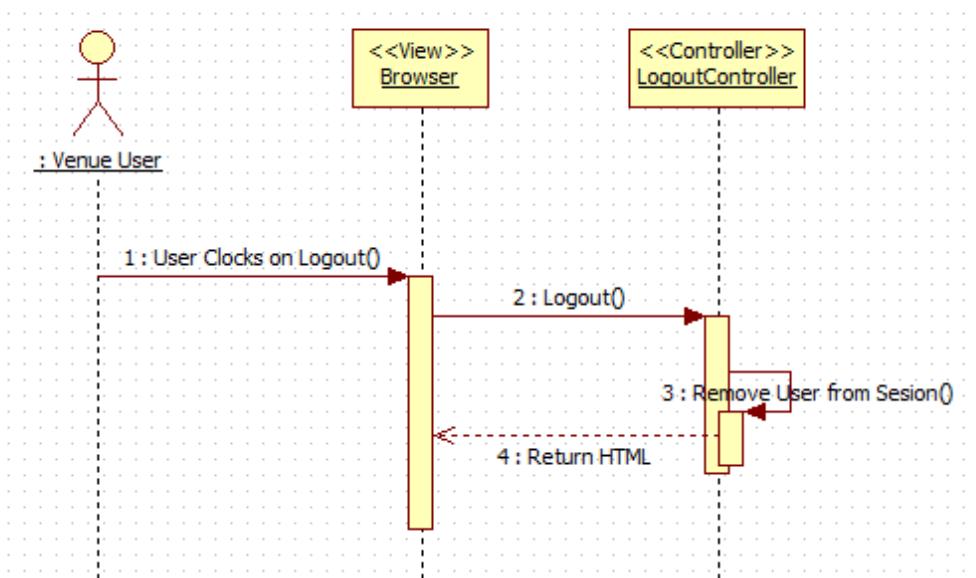 <<View>>
Browser
<<Controller>>
LogoutController
: Venue User
1 : User Clocks on Logout()
2 : Logout()
3 : Remove User from Sesion()
4 : Return HTML